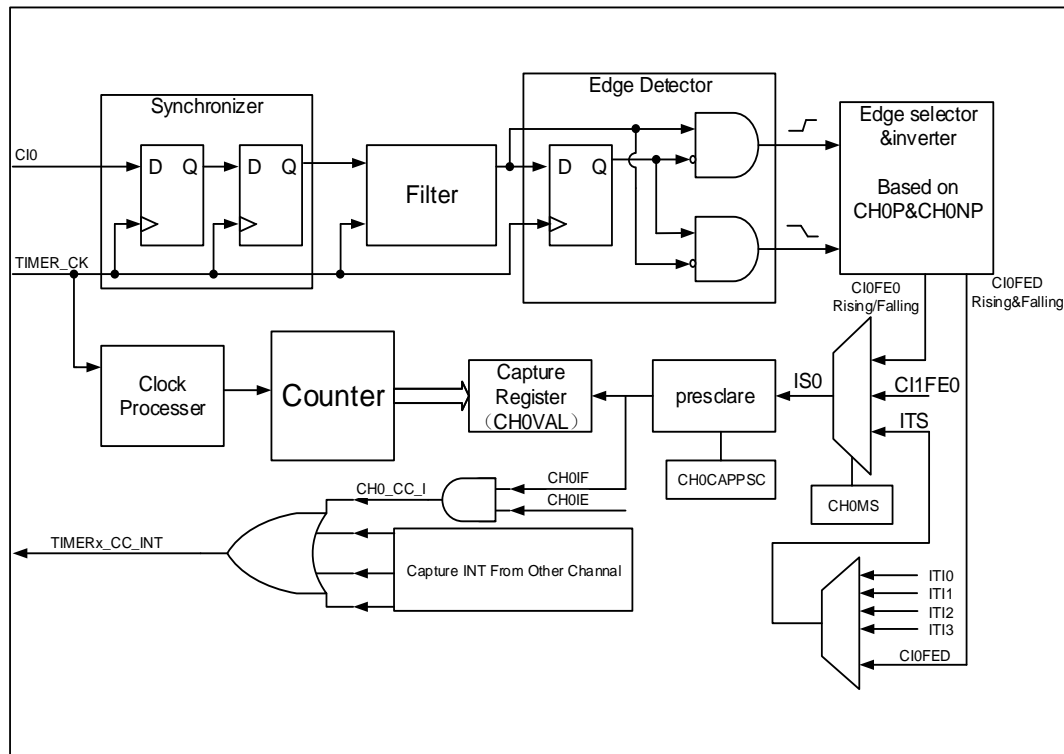 Synchronizer
Edge Detector
Edge selector
&inverter
Based on
CH0P&CH0NP
CI0
D Q
D Q
Filter
D Q
TIMER_CK
CI0FE0
Rising/Falling
CI0FED
Rising&Falling
Clock
Processer
Counter
Capture
Register
（CH0VAL）
presclare
IS0
CI1FE0
ITS
CH0CAPPSC
CH0MS
CH0IF
CH0_CC_I
CH0IE
TIMERx_CC_INT
Capture INT From Other Channel
ITI0
ITI1
ITI2
ITI3
CI0FED